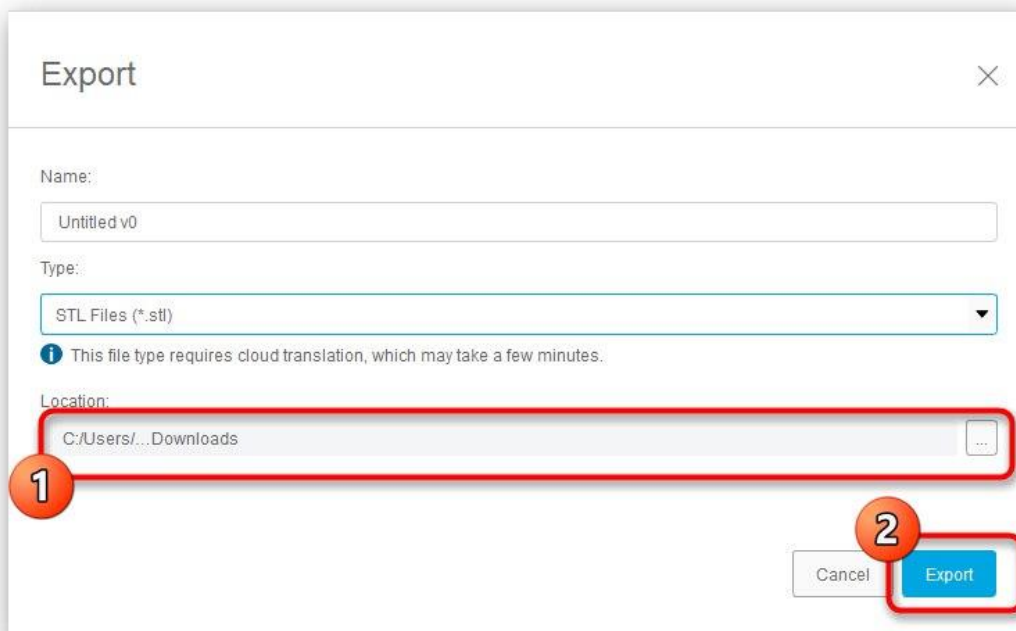 Export
Name:
Untitled v0
Type:
STL Files (*.stl)
This file type requires cloud translation, which may take a few minutes.
Location:
C:/Users/...Downloads
...
1
2
Cancel
Export